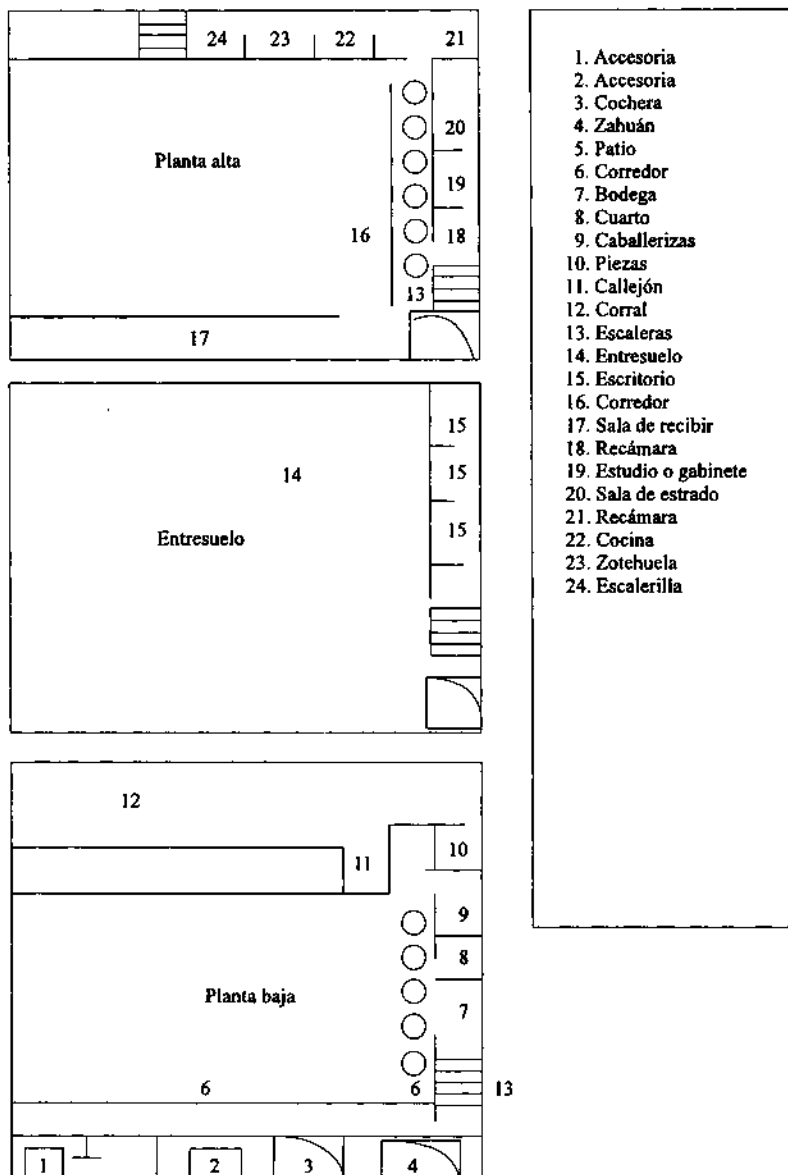 24 23 22 21
20
Planta alta
19
16 18
13
17
15
14 15
Entresuelo 15
12
11 10
9
8
Planta baja 7
6 6 13
1 2 3 4
1. Accesoria
2. Accesoria
3. Cochera
4. Zahuán
5. Patio
6. Corredor
7. Bodega
8. Cuarto
9. Caballerizas
10. Piezas
11. Callejón
12. Corral
13. Escaleras
14. Entresuelo
15. Escritorio
16. Corredor
17. Sala de recibir
18. Recámara
19. Estudio o gabinete
20. Sala de estrado
21. Recámara
22. Cocina
23. Zotehuela
24. Escalerilla